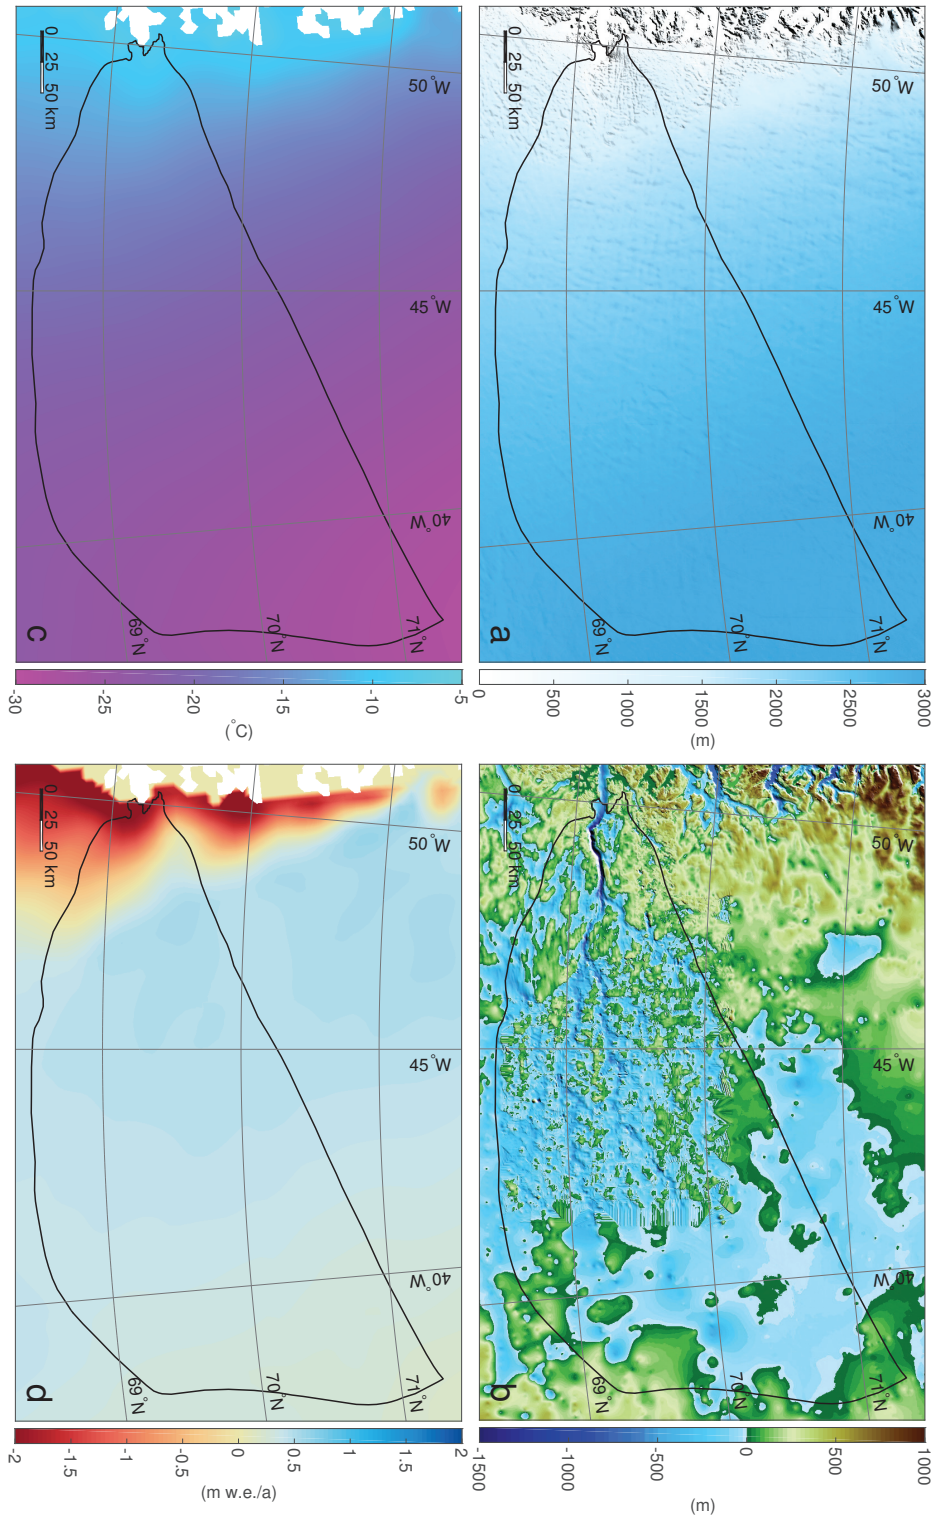 a
50°W
45°W
40°W
69°N
70°N
71°N
0 25 50 km
0 500 1000 1500 2000 2500 3000
(m)
b
50°W
45°W
40°W
69°N
70°N
71°N
0 25 50 km
-1500 -1000 -500 0 500 1000
(m)
c
50°W
45°W
40°W
69°N
70°N
71°N
0 25 50 km
-30 -25 -20 -15 -10 -5
(°C)
d
50°W
45°W
40°W
69°N
70°N
71°N
0 25 50 km
-2 -1.5 -1 -0.5 0 0.5 1 1.5 2
(m w.e./a)